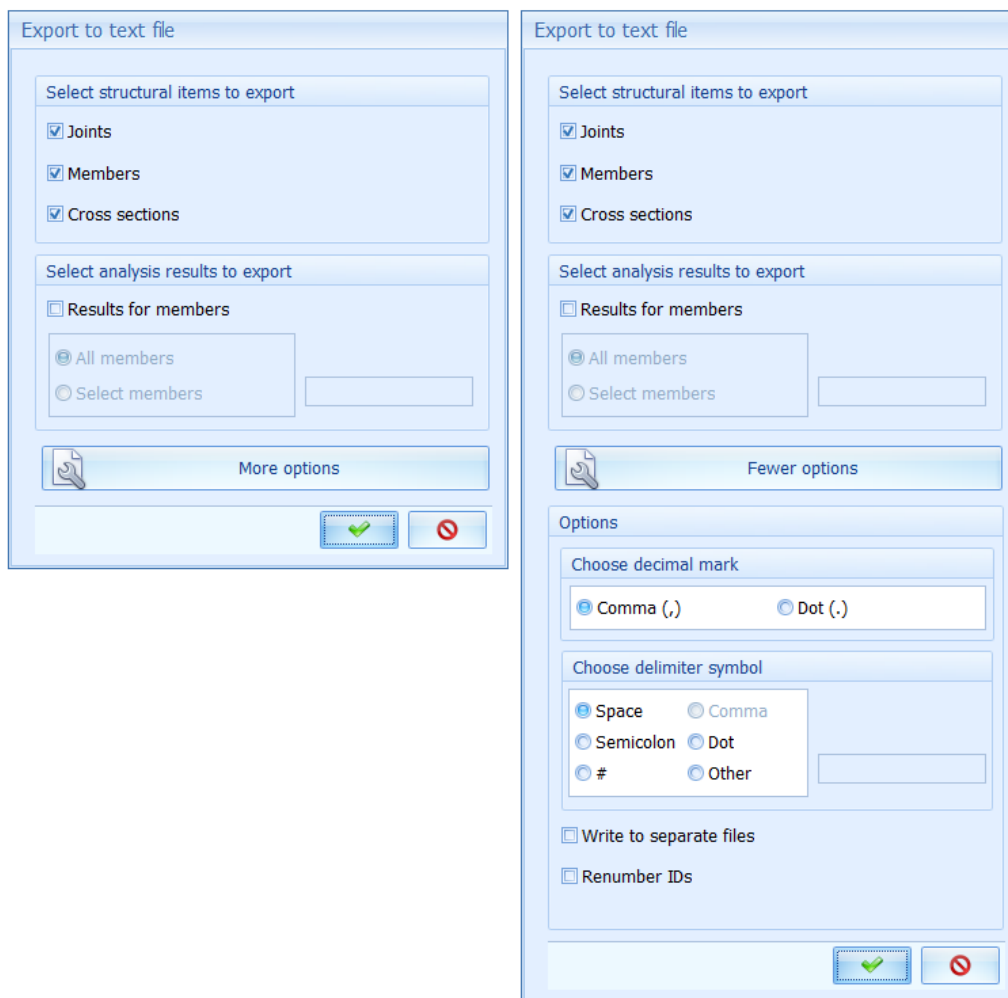 Export to text file
Select structural items to export
Joints
Members
Cross sections
Select analysis results to export
Results for members
All members
Select members
More options
Export to text file
Select structural items to export
Joints
Members
Cross sections
Select analysis results to export
Results for members
All members
Select members
Fewer options
Options
Choose decimal mark
Comma (,) Dot (.)
Choose delimiter symbol
Space Comma
Semicolon Dot
# Other
Write to separate files
Renumber IDs